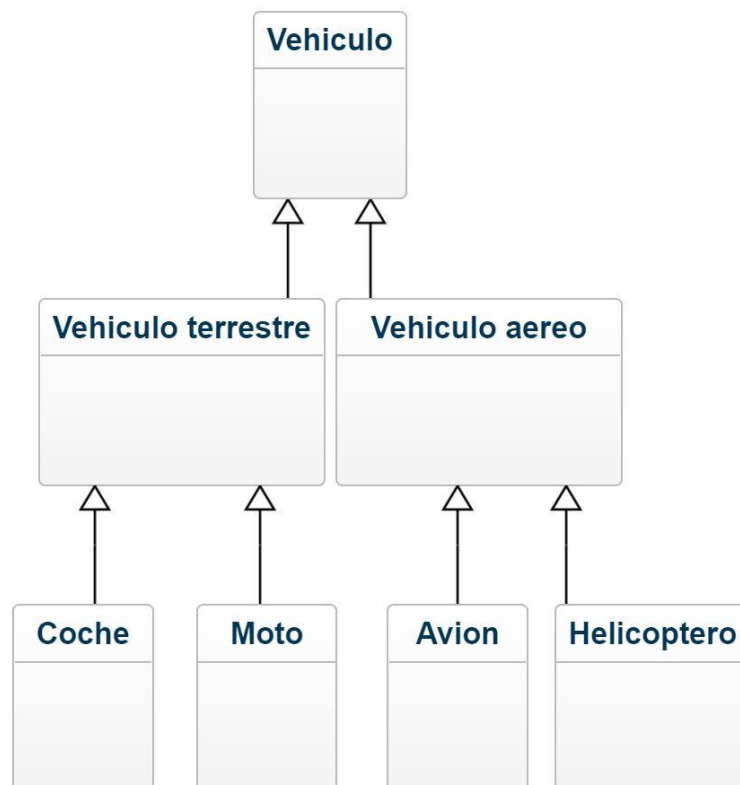 Vehiculo
Vehiculo terrestre
Vehiculo aereo
Coche
Moto
Avion
Helicoptero